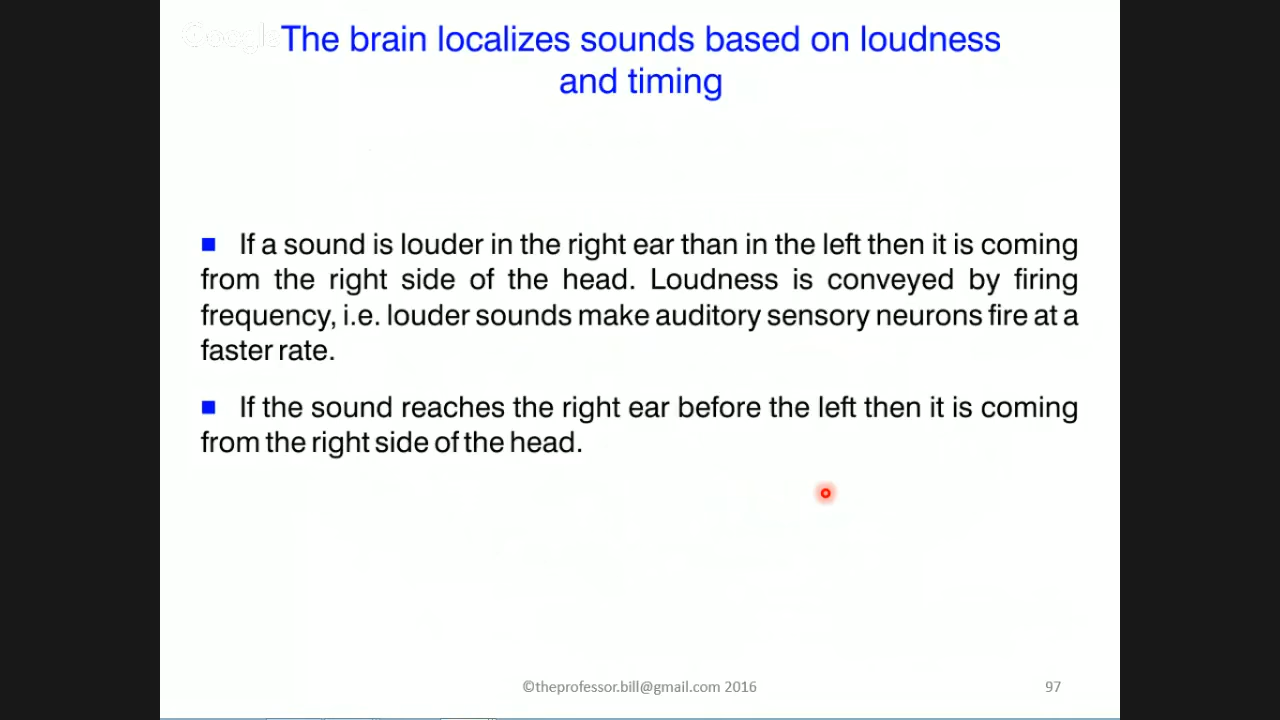 Google
The brain localizes sounds based on loudness
and timing
■ If a sound is louder in the right ear than in the left then it is coming
from the right side of the head. Loudness is conveyed by firing
frequency, i.e. louder sounds make auditory sensory neurons fire at a
faster rate.
■ If the sound reaches the right ear before the left then it is coming
from the right side of the head.
©theprofessor.bill@gmail.com 2016
97